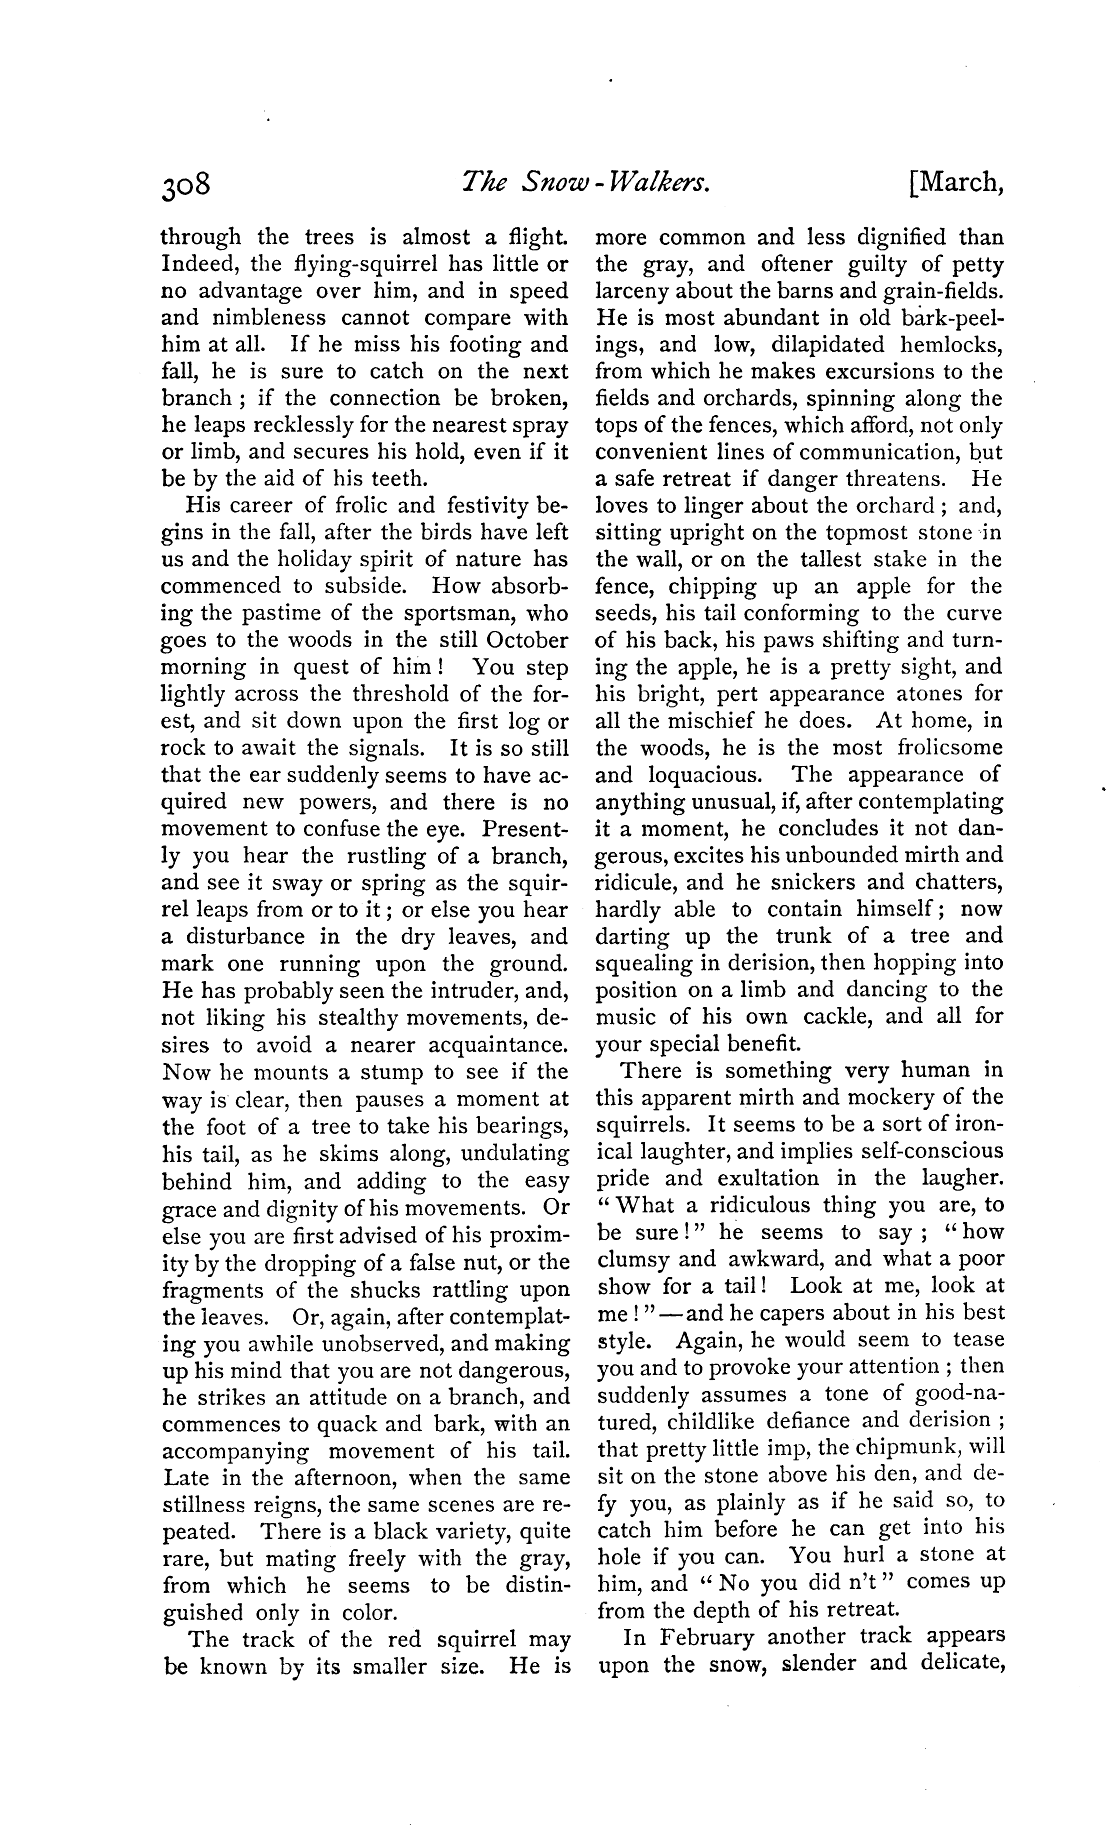 308 The Snow-Walkers. [March,
through the trees is almost a flight.
Indeed, the flying-squirrel has little or
no advantage over him, and in speed
and nimbleness cannot compare with
him at all. If he miss his footing and
fall, he is sure to catch on the next
branch ; if the connection be broken,
he leaps recklessly for the nearest spray
or limb, and secures his hold, even if it
be by the aid of his teeth.
His career of frolic and festivity be-
gins in the fall, after the birds have left
us and the holiday spirit of nature has
commenced to subside. How absorb-
ing the pastime of the sportsman, who
goes to the woods in the still October
morning in quest of him ! You step
lightly across the threshold of the for-
est, and sit down upon the first log or
rock to await the signals. It is so still
that the ear suddenly seems to have ac-
quired new powers, and there is no
movement to confuse the eye. Present-
ly you hear the rustling of a branch,
and see it sway or spring as the squir-
rel leaps from or to it ; or else you hear
a disturbance in the dry leaves, and
mark one running upon the ground.
He has probably seen the intruder, and,
not liking his stealthy movements, de-
sires to avoid a nearer acquaintance.
Now he mounts a stump to see if the
way is clear, then pauses a moment at
the foot of a tree to take his bearings,
his tail, as he skims along, undulating
behind him, and adding to the easy
grace and dignity of his movements. Or
else you are first advised of his proxim-
ity by the dropping of a false nut, or the
fragments of the shucks rattling upon
the leaves. Or, again, after contemplat-
ing you awhile unobserved, and making
up his mind that you are not dangerous,
he strikes an attitude on a branch, and
commences to quack and bark, with an
accompanying movement of his tail.
Late in the afternoon, when the same
stillness reigns, the same scenes are re-
peated. There is a black variety, quite
rare, but mating freely with the gray,
from which he seems to be distin-
guished only in color.
The track of the red squirrel may
be known by its smaller size. He is
more common and less dignified than
the gray, and oftener guilty of petty
larceny about the barns and grain-fields.
He is most abundant in old bark-peel-
ings, and low, dilapidated hemlocks,
from which he makes excursions to the
fields and orchards, spinning along the
tops of the fences, which afford, not only
convenient lines of communication, but
a safe retreat if danger threatens. He
loves to linger about the orchard ; and,
sitting upright on the topmost stone in
the wall, or on the tallest stake in the
fence, chipping up an apple for the
seeds, his tail conforming to the curve
of his back, his paws shifting and turn-
ing the apple, he is a pretty sight, and
his bright, pert appearance atones for
all the mischief he does. At home, in
the woods, he is the most frolicsome
and loquacious. The appearance of
anything unusual, if, after contemplating
it a moment, he concludes it not dan-
gerous, excites his unbounded mirth and
ridicule, and he snickers and chatters,
hardly able to contain himself ; now
darting up the trunk of a tree and
squealing in derision, then hopping into
position on a limb and dancing to the
music of his own cackle, and all for
your special benefit.
There is something very human in
this apparent mirth and mockery of the
squirrels. It seems to be a sort of iron-
ical laughter, and implies self-conscious
pride and exultation in the laugher.
“ What a ridiculous thing you are, to
be sure ! ” he seems to say ; “ how
clumsy and awkward, and what a poor
show for a tail ! Look at me, look at
me ! ” — and he capers about in his best
style. Again, he would seem to tease
you and to provoke your attention ; then
suddenly assumes a tone of good-na-
tured, childlike defiance and derision ;
that pretty little imp, the chipmunk, will
sit on the stone above his den, and de-
fy you, as plainly as if he said so, to
catch him before he can get into his
hole if you can. You hurl a stone at
him, and “ No you did n't ” comes up
from the depth of his retreat.
In February another track appears
upon the snow, slender and delicate,